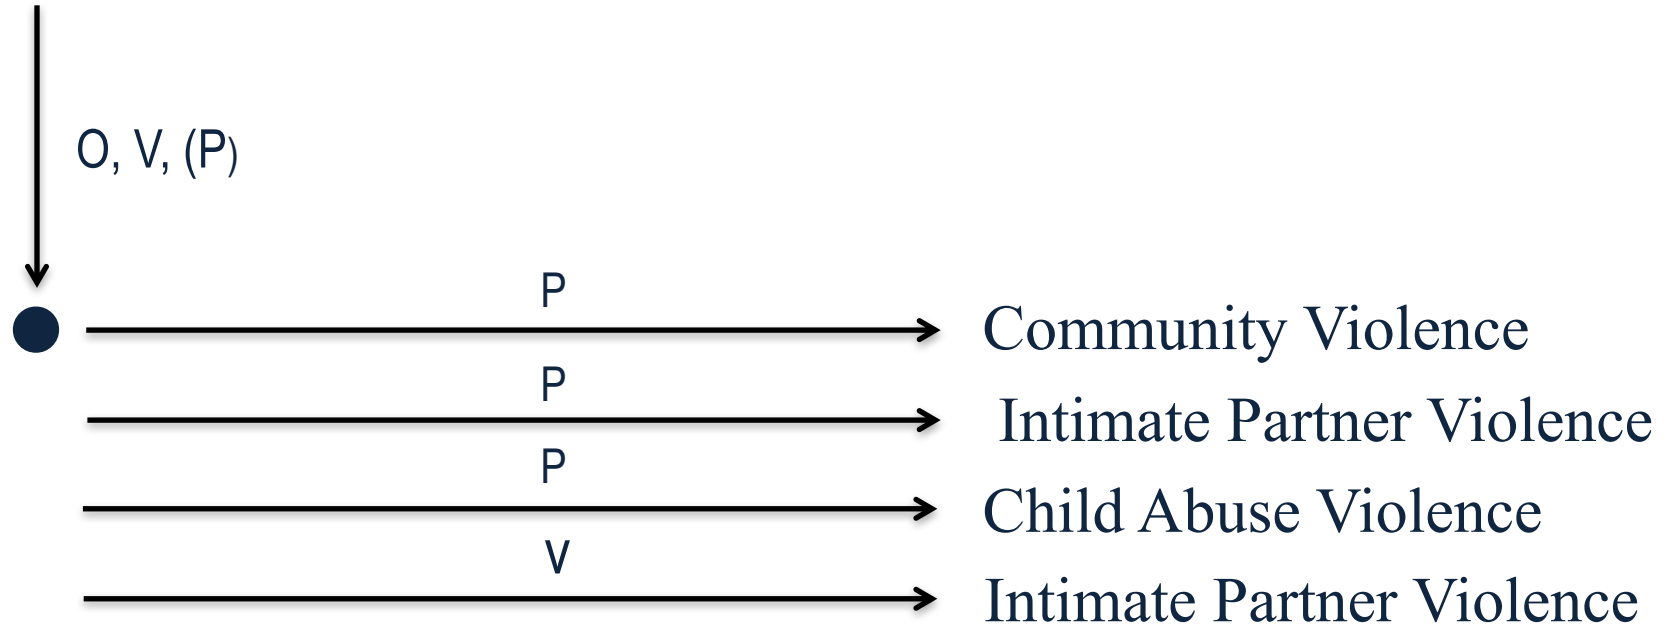 O, V, (P)
P
Community Violence
P
Intimate Partner Violence
P
Child Abuse Violence
V
Intimate Partner Violence